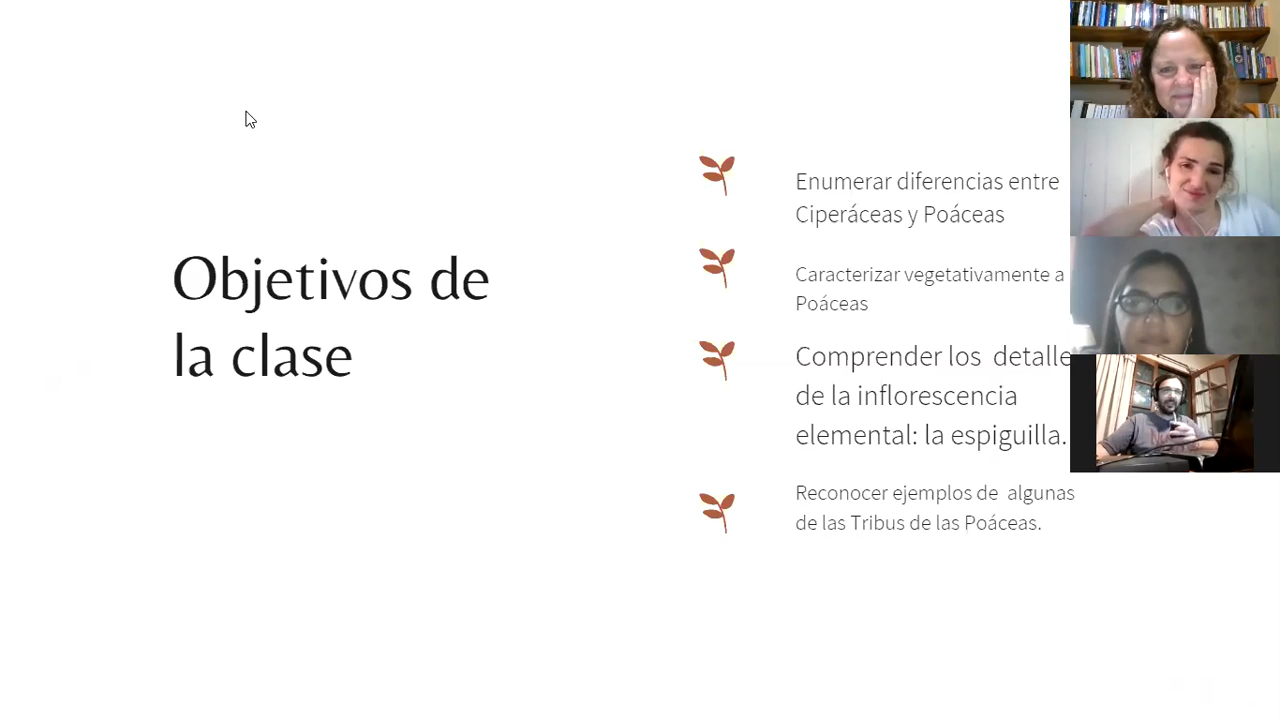 Objetivos de
la clase
Enumerar diferencias entre
Ciperáceas y Poáceas
Caracterizar vegetativamente a
Poáceas
Comprender los detalle
de la inflorescencia
elemental: la espiguilla.
Reconocer ejemplos de algunas
de las Tribus de las Poáceas.